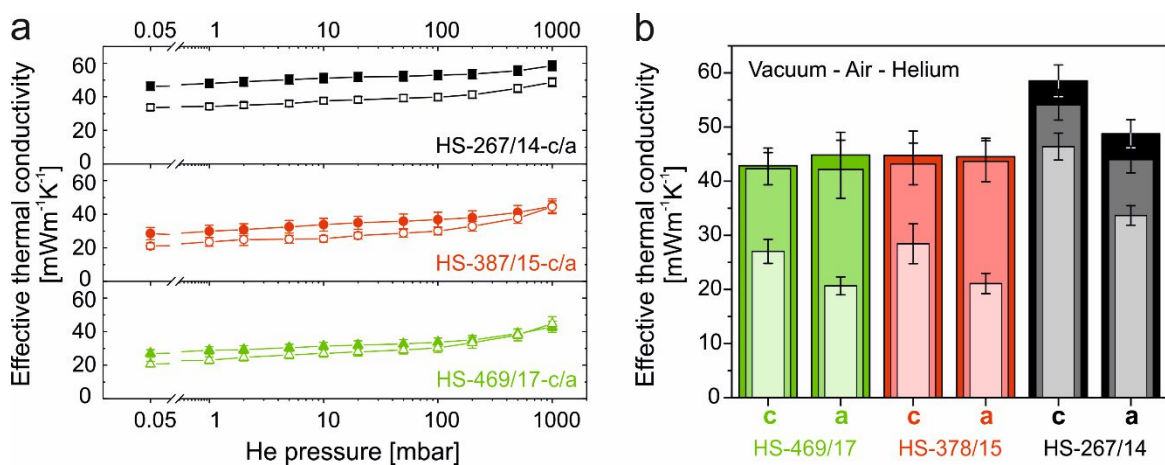 a
0.05 1 10 100 1000
60
40
20
0
HS-267/14-c/a
60
40
20
0
HS-387/15-c/a
60
40
20
0
HS-469/17-c/a
0.05 1 10 100 1000
He pressure [mbar]
Effective thermal conductivity
[mWm⁻¹K⁻¹]
b
Vacuum - Air - Helium
60
50
40
30
20
10
0
Effective thermal conductivity
[mWm⁻¹K⁻¹]
c a c a c a
HS-469/17 HS-378/15 HS-267/14